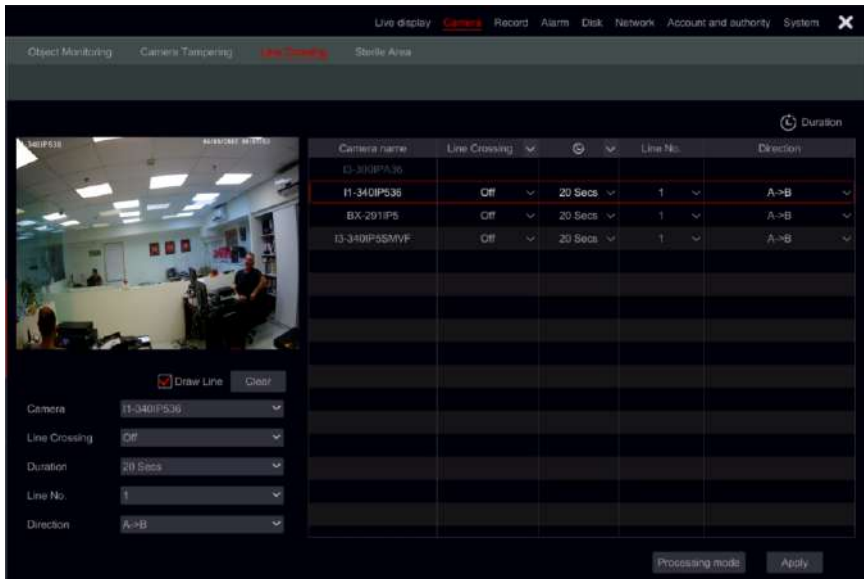 Live display Camera Record Alarm Disk Network Account and authority System
Object Monitoring Camera Tampering Line Crossing Sterile Area
Duration
Camera name Line Crossing Line No. Direction
I1-340IP536 Off 20 Secs 1 A->B
BX-291IP5 Off 20 Secs 1 A->B
I3-340IP5SMVF Off 20 Secs 1 A->B
Draw Line Clear
Camera I1-340IP536
Line Crossing Off
Duration 20 Secs
Line No. 1
Direction A->B
Processing mode Apply